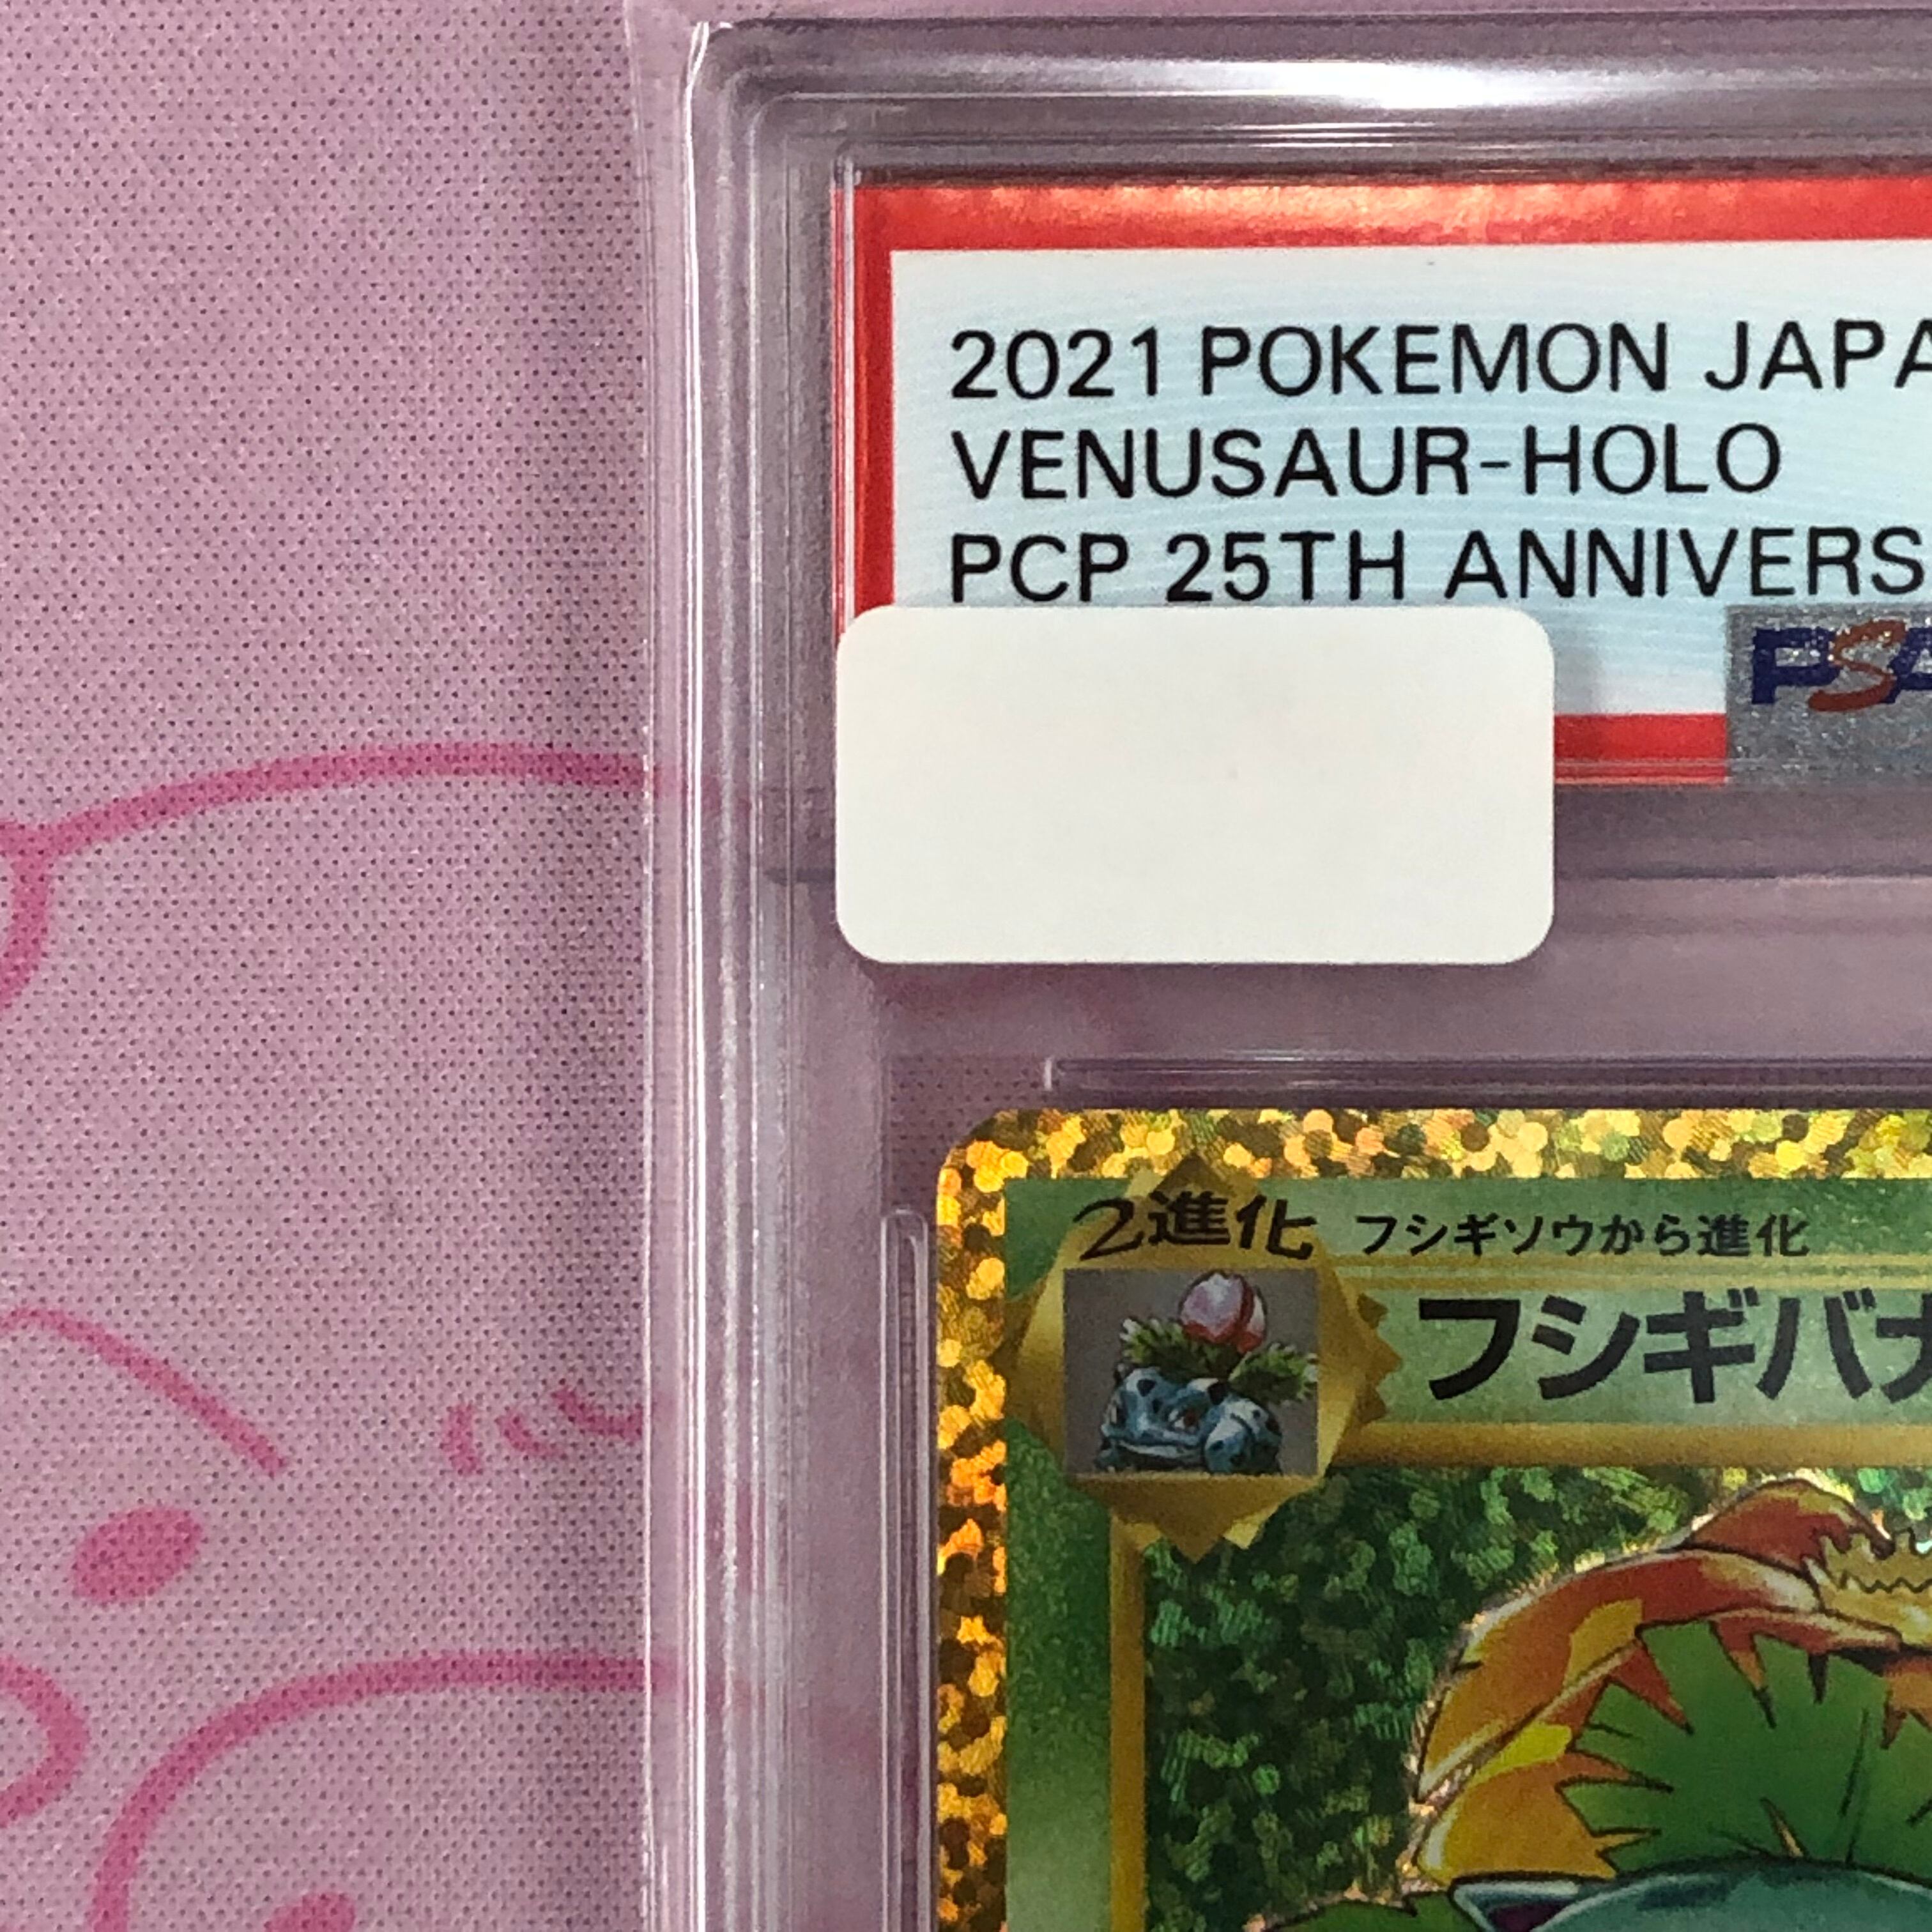 2021 POKEMON JAPA
VENUSAUR-HOLO
PCP 25TH ANNIVERS
PSA
2進化 フシギソウから進化
フシギバナ